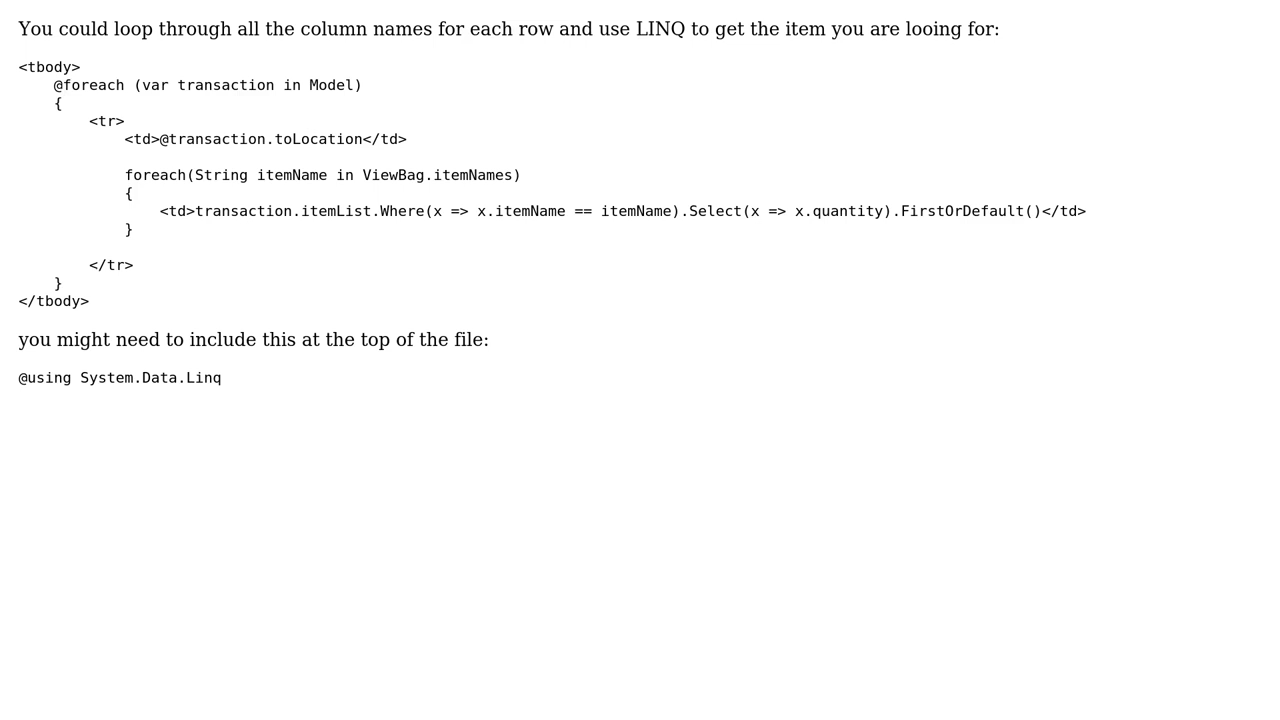 You could loop through all the column names for each row and use LINQ to get the item you are looing for:
<tbody>
    @foreach (var transaction in Model)
    {
        <tr>
            <td>@transaction.toLocation</td>
            foreach(String itemName in ViewBag.itemNames)
            {
                <td>transaction.itemList.Where(x => x.itemName == itemName).Select(x => x.quantity).FirstOrDefault()</td>
            }
        </tr>
    }
</tbody>
you might need to include this at the top of the file:
@using System.Data.Linq